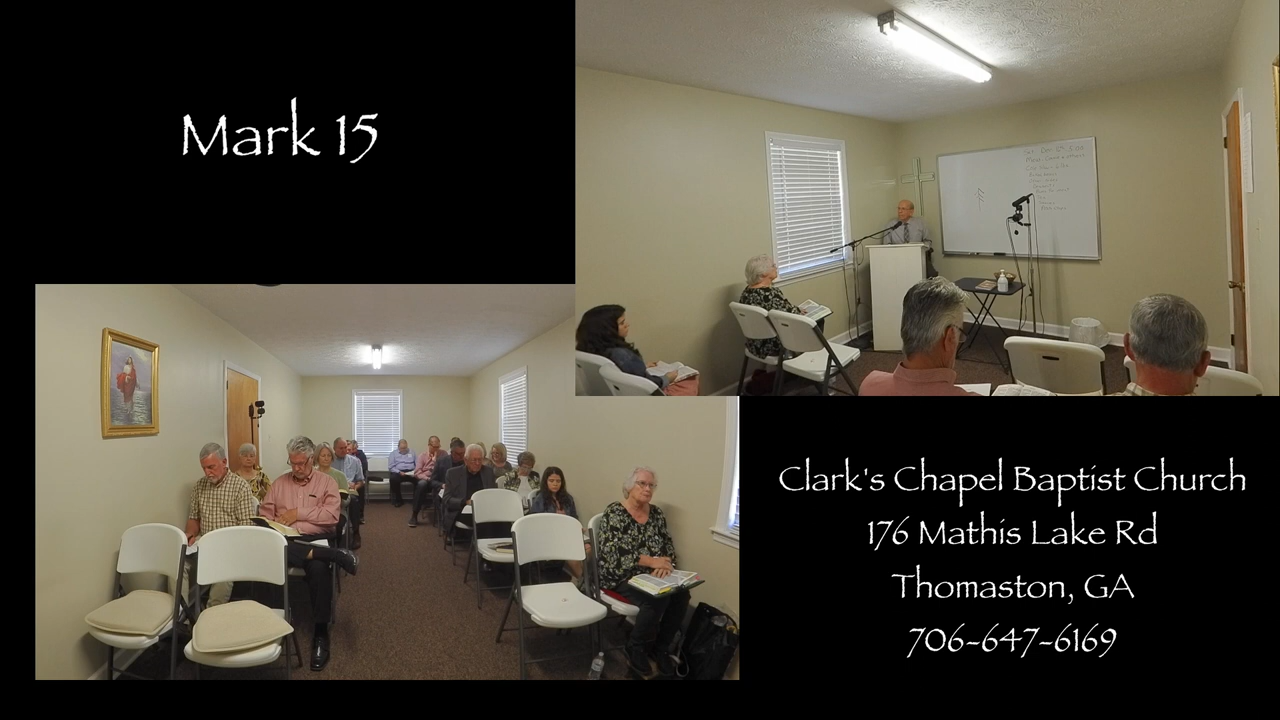 Mark 15
Clark's Chapel Baptist Church
176 Mathis Lake Rd
Thomaston, GA
706-647-6169